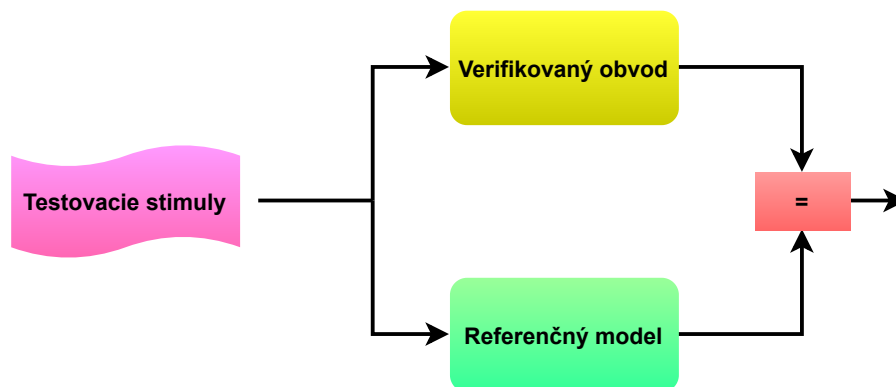 Verifikovaný obvod
Testovacie stimuly
=
Referenčný model